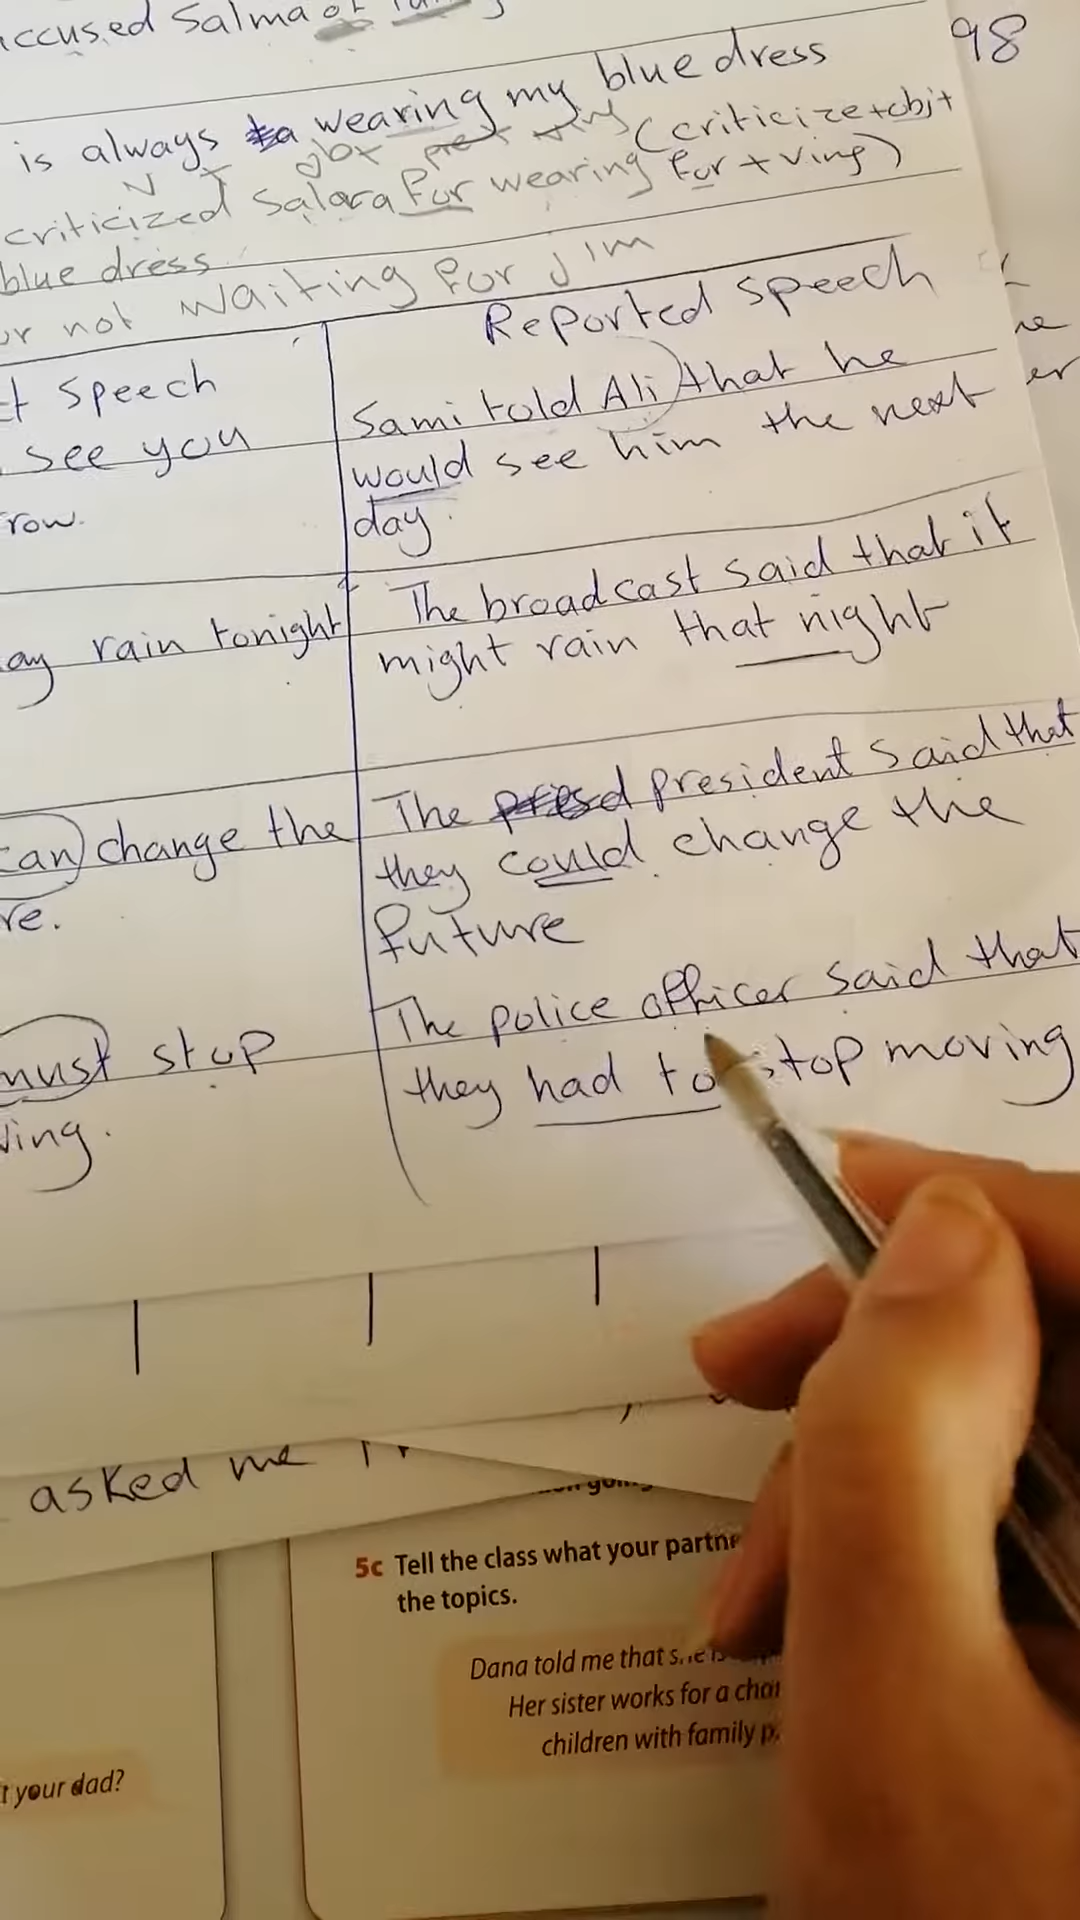 accused Salma of
98
is always wearing my blue dress
obj
(criticize + obj +
criticized Salara for wearing for + Ving)
blue dress
not waiting for Jim
Speech
Reported speech
see you
Sami told Ali that he
would see him the next
row.
day.
rain tonight
The broadcast said that it
might rain that night
can change the
The president said that
they could change the
re.
future
must stop
The police officer said that
they had to stop moving
ving.
asked me
5c Tell the class what your
the topics.
Dana told me that
Her sister works for a
children with family
your dad?